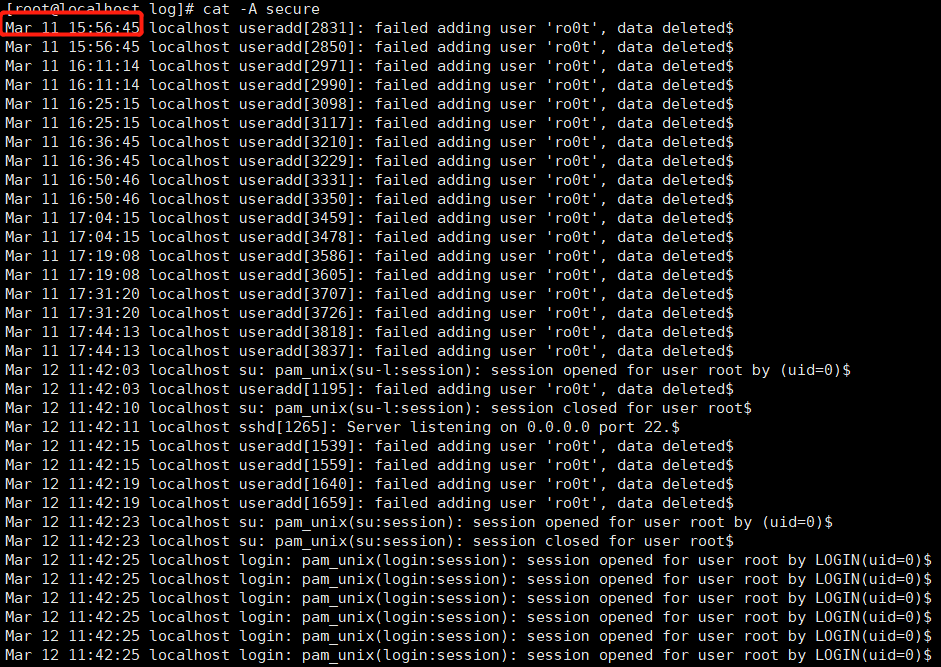 [root@localhost log]# cat -A secure
Mar 11 15:56:45 localhost useradd[2831]: failed adding user 'ro0t', data deleted$
Mar 11 15:56:45 localhost useradd[2850]: failed adding user 'ro0t', data deleted$
Mar 11 16:11:14 localhost useradd[2971]: failed adding user 'ro0t', data deleted$
Mar 11 16:11:14 localhost useradd[2990]: failed adding user 'ro0t', data deleted$
Mar 11 16:25:15 localhost useradd[3098]: failed adding user 'ro0t', data deleted$
Mar 11 16:25:15 localhost useradd[3117]: failed adding user 'ro0t', data deleted$
Mar 11 16:36:45 localhost useradd[3210]: failed adding user 'ro0t', data deleted$
Mar 11 16:36:45 localhost useradd[3229]: failed adding user 'ro0t', data deleted$
Mar 11 16:50:46 localhost useradd[3331]: failed adding user 'ro0t', data deleted$
Mar 11 16:50:46 localhost useradd[3350]: failed adding user 'ro0t', data deleted$
Mar 11 17:04:15 localhost useradd[3459]: failed adding user 'ro0t', data deleted$
Mar 11 17:04:15 localhost useradd[3478]: failed adding user 'ro0t', data deleted$
Mar 11 17:19:08 localhost useradd[3586]: failed adding user 'ro0t', data deleted$
Mar 11 17:19:08 localhost useradd[3605]: failed adding user 'ro0t', data deleted$
Mar 11 17:31:20 localhost useradd[3707]: failed adding user 'ro0t', data deleted$
Mar 11 17:31:20 localhost useradd[3726]: failed adding user 'ro0t', data deleted$
Mar 11 17:44:13 localhost useradd[3818]: failed adding user 'ro0t', data deleted$
Mar 11 17:44:13 localhost useradd[3837]: failed adding user 'ro0t', data deleted$
Mar 12 11:42:03 localhost su: pam_unix(su-l:session): session opened for user root by (uid=0)$
Mar 12 11:42:03 localhost useradd[1195]: failed adding user 'ro0t', data deleted$
Mar 12 11:42:10 localhost su: pam_unix(su-l:session): session closed for user root$
Mar 12 11:42:11 localhost sshd[1265]: Server listening on 0.0.0.0 port 22.$
Mar 12 11:42:15 localhost useradd[1539]: failed adding user 'ro0t', data deleted$
Mar 12 11:42:15 localhost useradd[1559]: failed adding user 'ro0t', data deleted$
Mar 12 11:42:19 localhost useradd[1640]: failed adding user 'ro0t', data deleted$
Mar 12 11:42:19 localhost useradd[1659]: failed adding user 'ro0t', data deleted$
Mar 12 11:42:23 localhost su: pam_unix(su:session): session opened for user root by (uid=0)$
Mar 12 11:42:23 localhost su: pam_unix(su:session): session closed for user root$
Mar 12 11:42:25 localhost login: pam_unix(login:session): session opened for user root by LOGIN(uid=0)$
Mar 12 11:42:25 localhost login: pam_unix(login:session): session opened for user root by LOGIN(uid=0)$
Mar 12 11:42:25 localhost login: pam_unix(login:session): session opened for user root by LOGIN(uid=0)$
Mar 12 11:42:25 localhost login: pam_unix(login:session): session opened for user root by LOGIN(uid=0)$
Mar 12 11:42:25 localhost login: pam_unix(login:session): session opened for user root by LOGIN(uid=0)$
Mar 12 11:42:25 localhost login: pam_unix(login:session): session opened for user root by LOGIN(uid=0)$